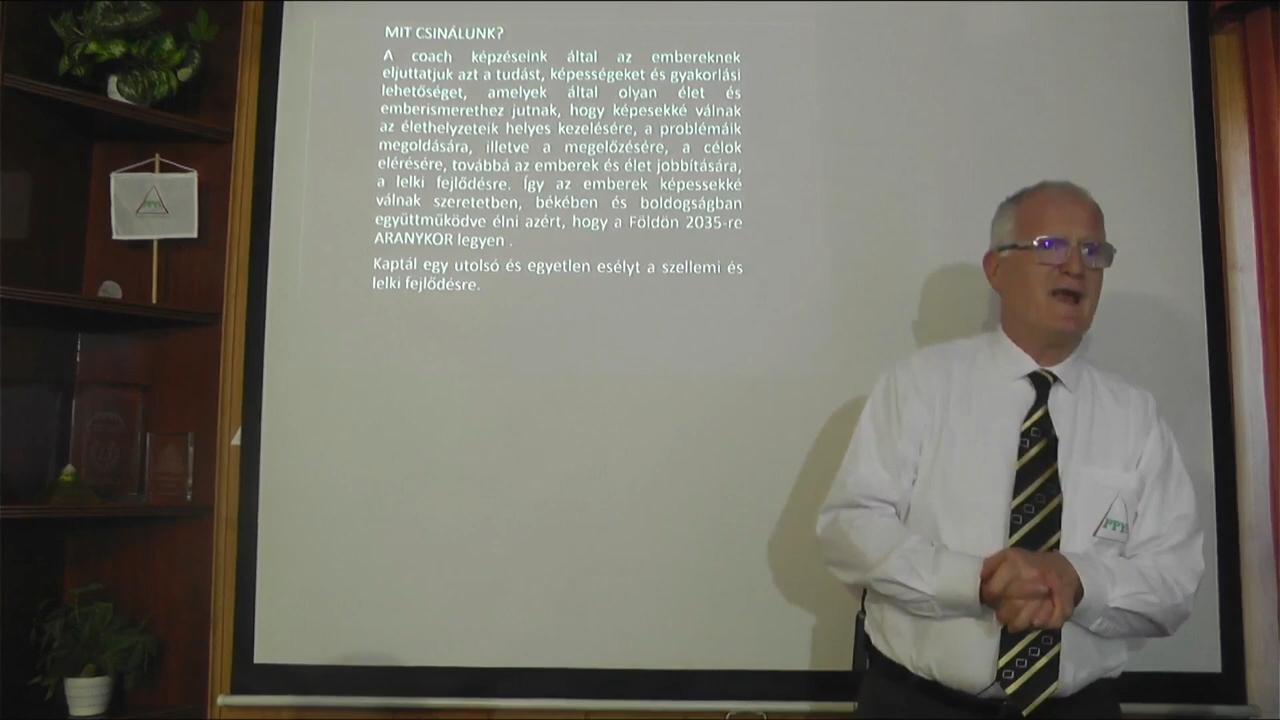 MIT CSINÁLUNK?
A coach képzéseink által az embereknek
eljuttatjuk azt a tudást, képességeket és gyakorlási
lehetőséget, amelyek által olyan élet és
emberismerethez jutnak, hogy képesekké válnak
az élethelyzeteik helyes kezelésére, a problémáik
megoldására, illetve a megelőzésére, a célok
elérésére, továbbá az emberek és élet jobbítására,
a lelki fejlődésre. Így az emberek képessekké
válnak szeretetben, békében és boldogságban
együttműködve élni azért, hogy a Földön 2035-re
ARANYKOR legyen .
Kaptál egy utolsó és egyetlen esélyt a szellemi és
lelki fejlődésre.